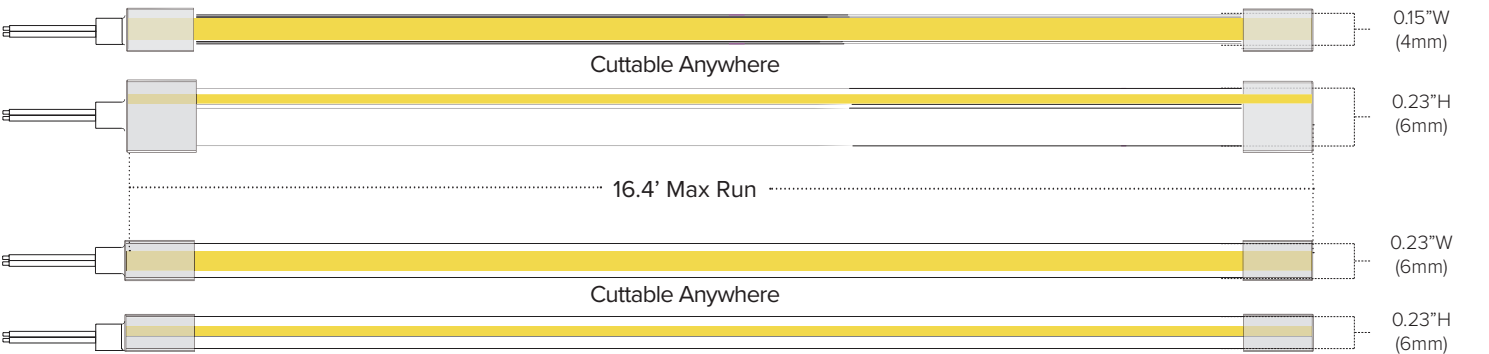 0.15”W
(4mm)
Cuttable Anywhere
0.23”H
(6mm)
16.4’ Max Run
0.23”W
(6mm)
Cuttable Anywhere
0.23”H
(6mm)